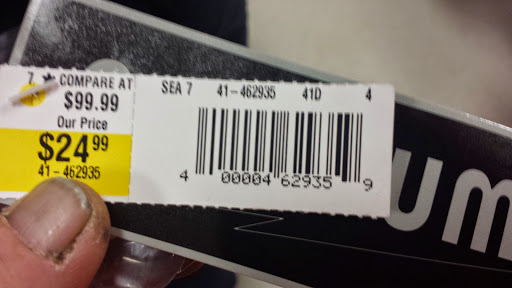 7 COMPARE AT
$99.99
Our Price
$24.99
41-462935
SEA 7 41-462935 41D 4
4 00004 62935 9
UM